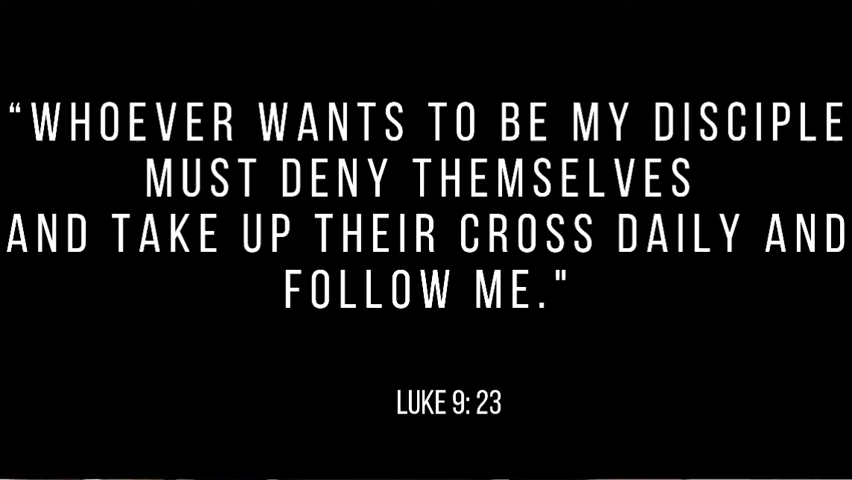 “WHOEVER WANTS TO BE MY DISCIPLE
MUST DENY THEMSELVES
AND TAKE UP THEIR CROSS DAILY AND
FOLLOW ME."
LUKE 9: 23